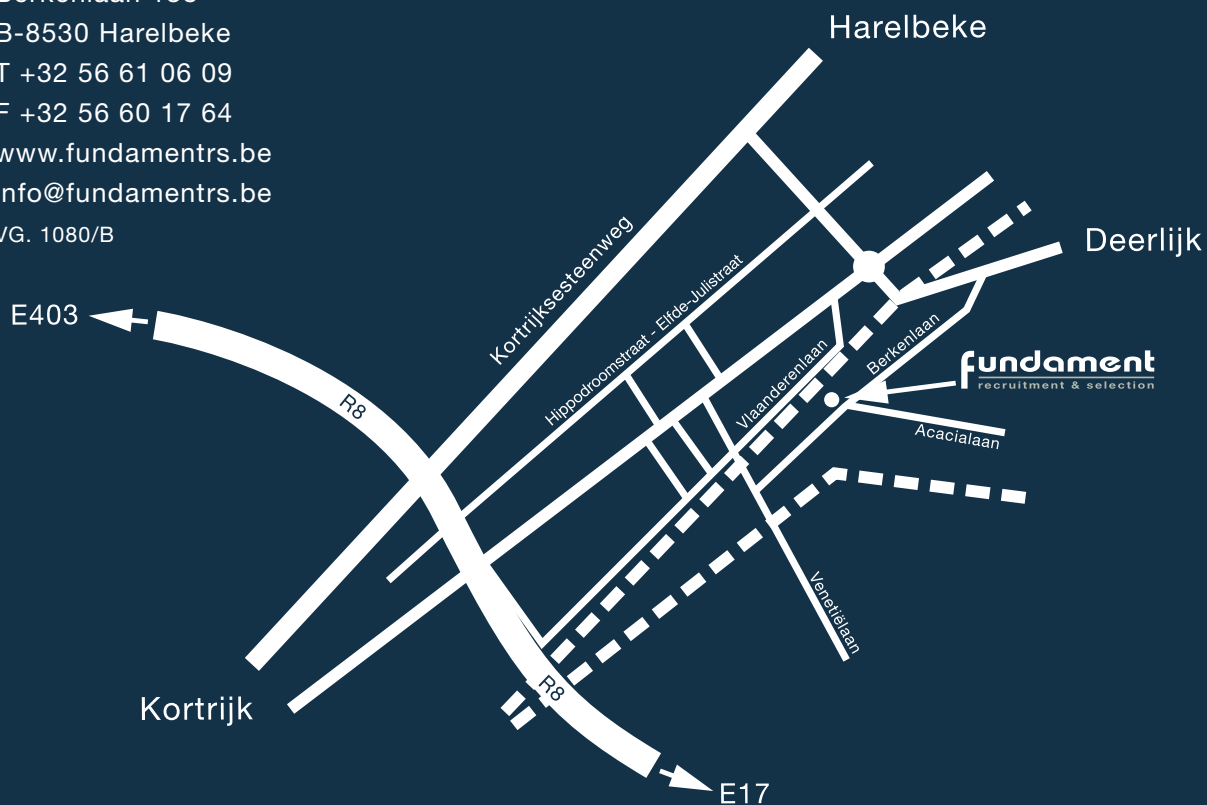 B-8530 Harelbeke
T +32 56 61 06 09
F +32 56 60 17 64
www.fundamentrs.be
info@fundamentrs.be
VG. 1080/B
Harelbeke
Deerlijk
E403
Kortrijksesteenweg
Hippodroomstraat - Elfde-Julistraat
Vlaanderenlaan
Berkenlaan
fundament
recruitment & selection
R8
Acacialaan
Venetiëlaan
R8
Kortrijk
E17